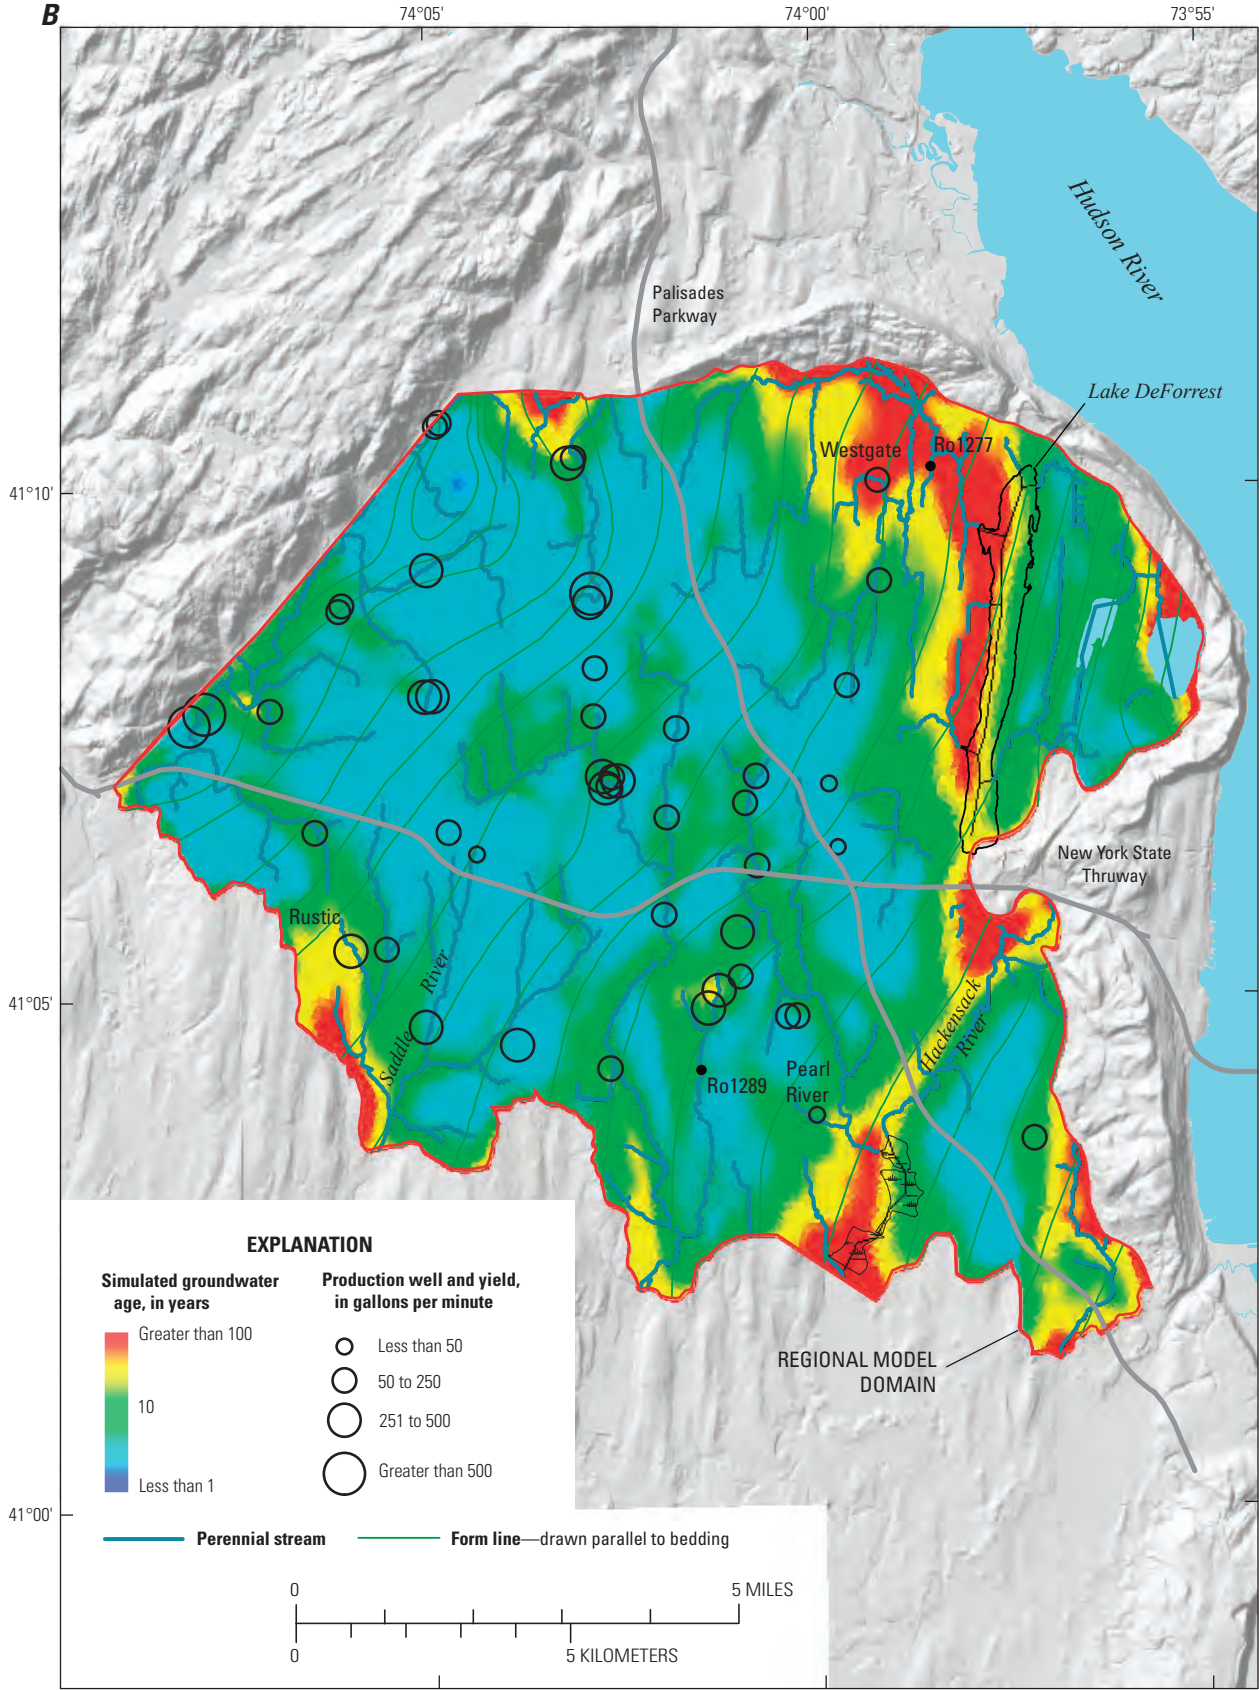 B
74°05'
74°00'
73°55'
Hudson River
Palisades
Parkway
Lake DeForrest
Westgate
Ro1277
41°10'
New York State
Thruway
Rustic
Saddle River
41°05'
Hackensack
River
Ro1289
Pearl
River
EXPLANATION
Simulated groundwater
age, in years
Greater than 100
10
Less than 1
Production well and yield,
in gallons per minute
Less than 50
50 to 250
251 to 500
Greater than 500
REGIONAL MODEL
DOMAIN
41°00'
Perennial stream
Form line—drawn parallel to bedding
0
5 MILES
0
5 KILOMETERS